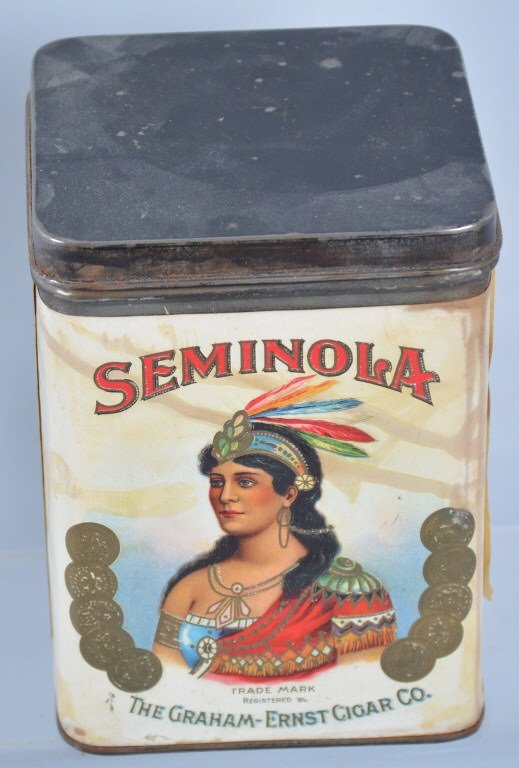 SEMINOLA
TRADE MARK
REGISTERED
THE GRAHAM-ERNST CIGAR CO.